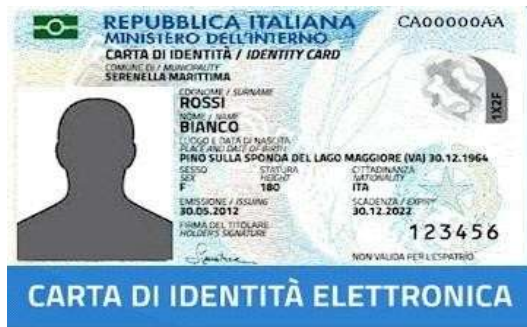 REPUBBLICA ITALIANA
CA00000AA
MINISTERO DELL'INTERNO
CARTA DI IDENTITÀ / IDENTITY CARD
COMUNE DI / MUNICIPALITY
SERENELLA MARITTIMA
COGNOME / SURNAME
ROSSI
NOME / NAME
BIANCO
LUOGO E DATA DI NASCITA
PLACE AND DATE OF BIRTH
PINO SULLA SPONDA DEL LAGO MAGGIORE (VA) 30.12.1964
SESSO STATURA CITTADINANZA
SEX HEIGHT NATIONALITY
F 180 ITA
EMISSIONE / ISSUING SCADENZA / EXPIRY
30.05.2012 30.12.2022
FIRMA DEL TITOLARE
HOLDER'S SIGNATURE
123456
NON VALIDA PER L'ESPATRIO
1X2F
CARTA DI IDENTITÀ ELETTRONICA